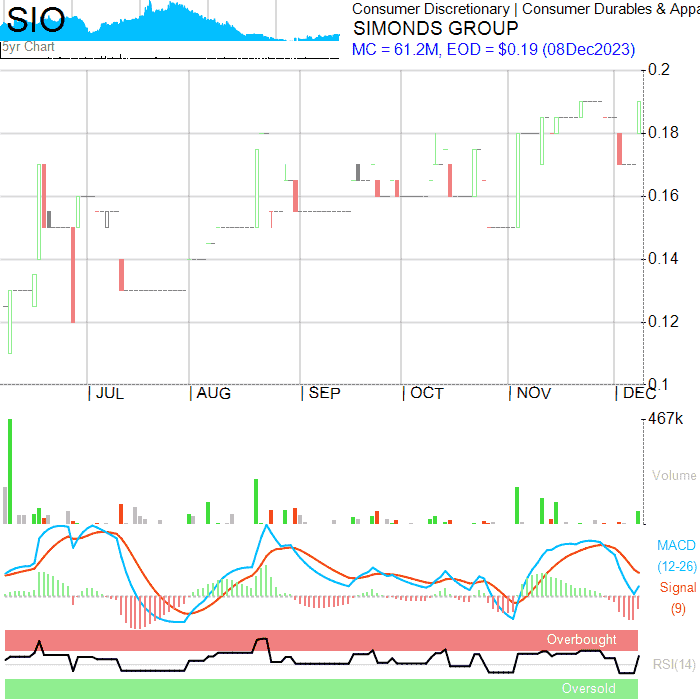 SIO
5yr Chart
Consumer Discretionary | Consumer Durables & Appa
SIMONDS GROUP
MC = 61.2M, EOD = $0.19 (08Dec2023)
0.2
0.18
0.16
0.14
0.12
0.1
JUL AUG SEP OCT NOV DEC
467k
Volume
MACD
(12-26)
Signal
(9)
Overbought
RSI(14)
Oversold